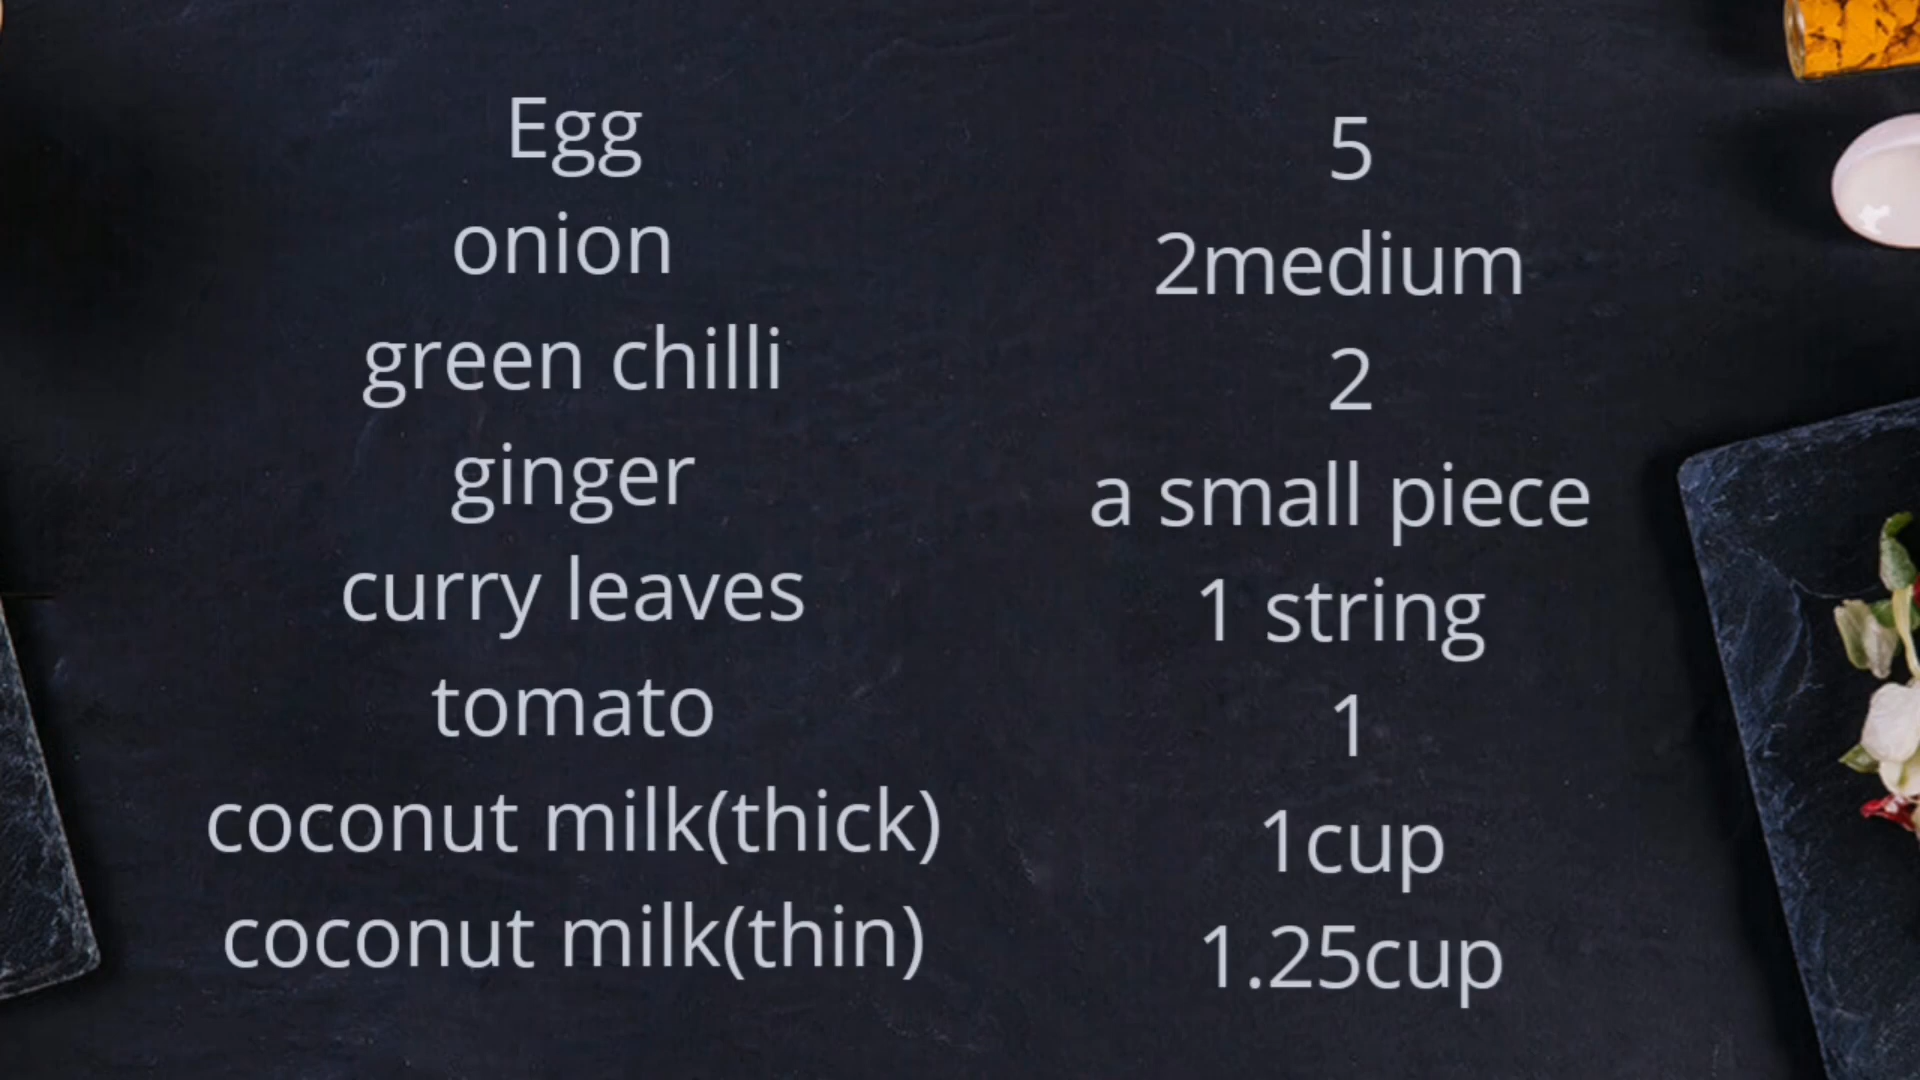 Egg 5
onion 2medium
green chilli 2
ginger a small piece
curry leaves 1 string
tomato 1
coconut milk(thick) 1cup
coconut milk(thin) 1.25cup